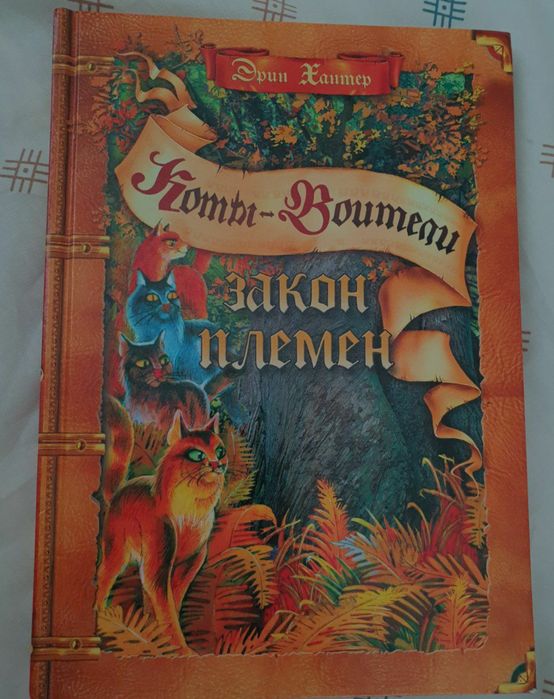 Эрин Хантер
Коты-Воители
закон
племен